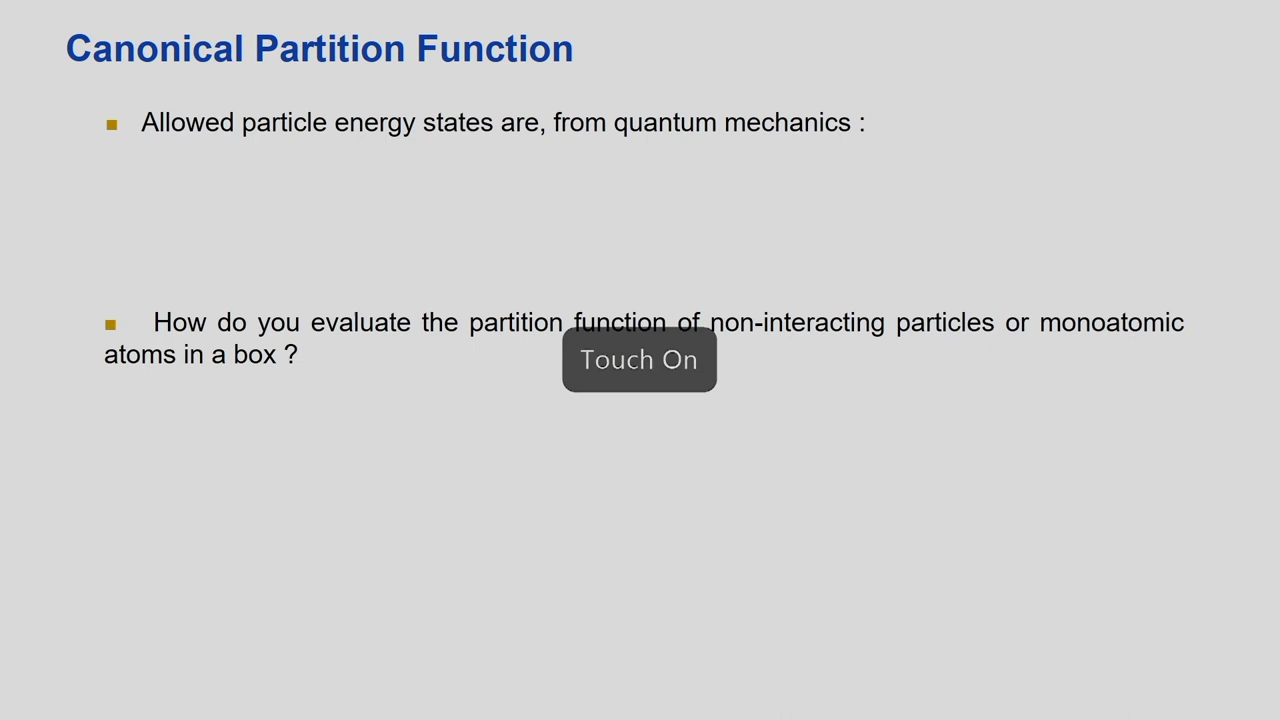 Canonical Partition Function
Allowed particle energy states are, from quantum mechanics :
How do you evaluate the partition function of non-interacting particles or monoatomic
atoms in a box ?
Touch On